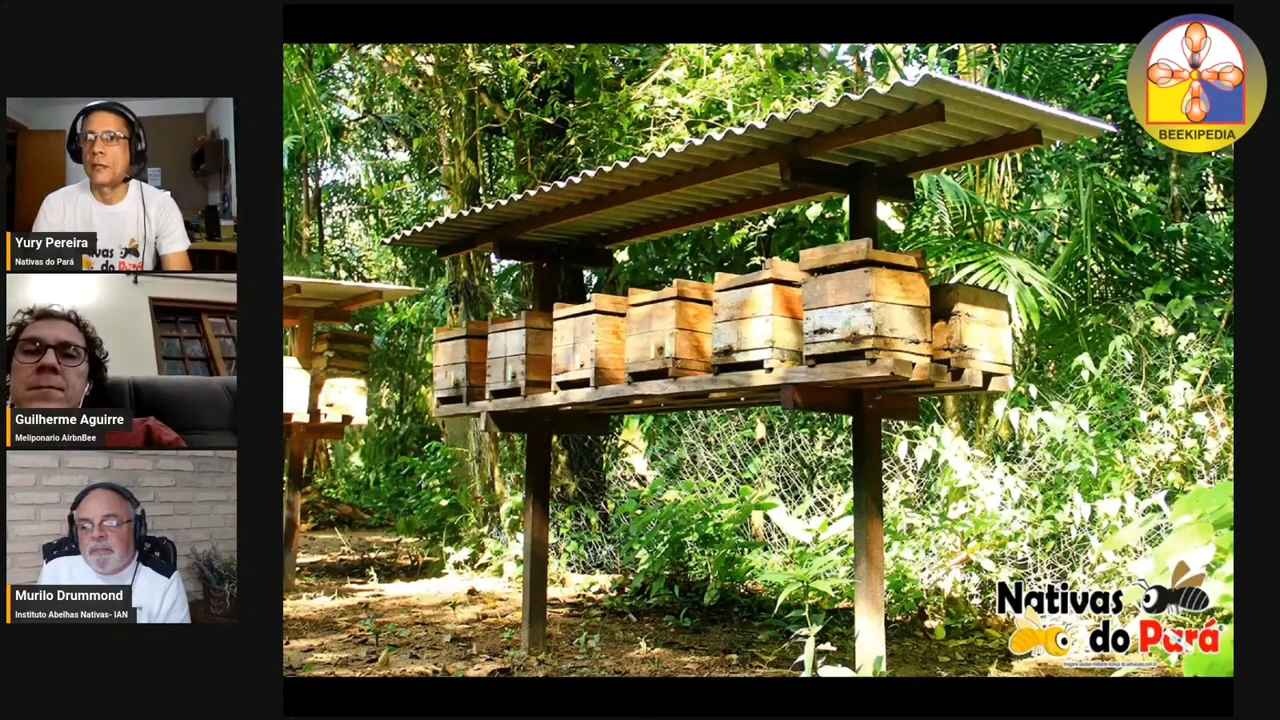 Yury Pereira
Nativas do Pará
Guilherme Aguirre
Meliponario AirbnBee
Murilo Drummond
Instituto Abelhas Nativas- IAN
BEEKIPEDIA
Nativas
do Pará